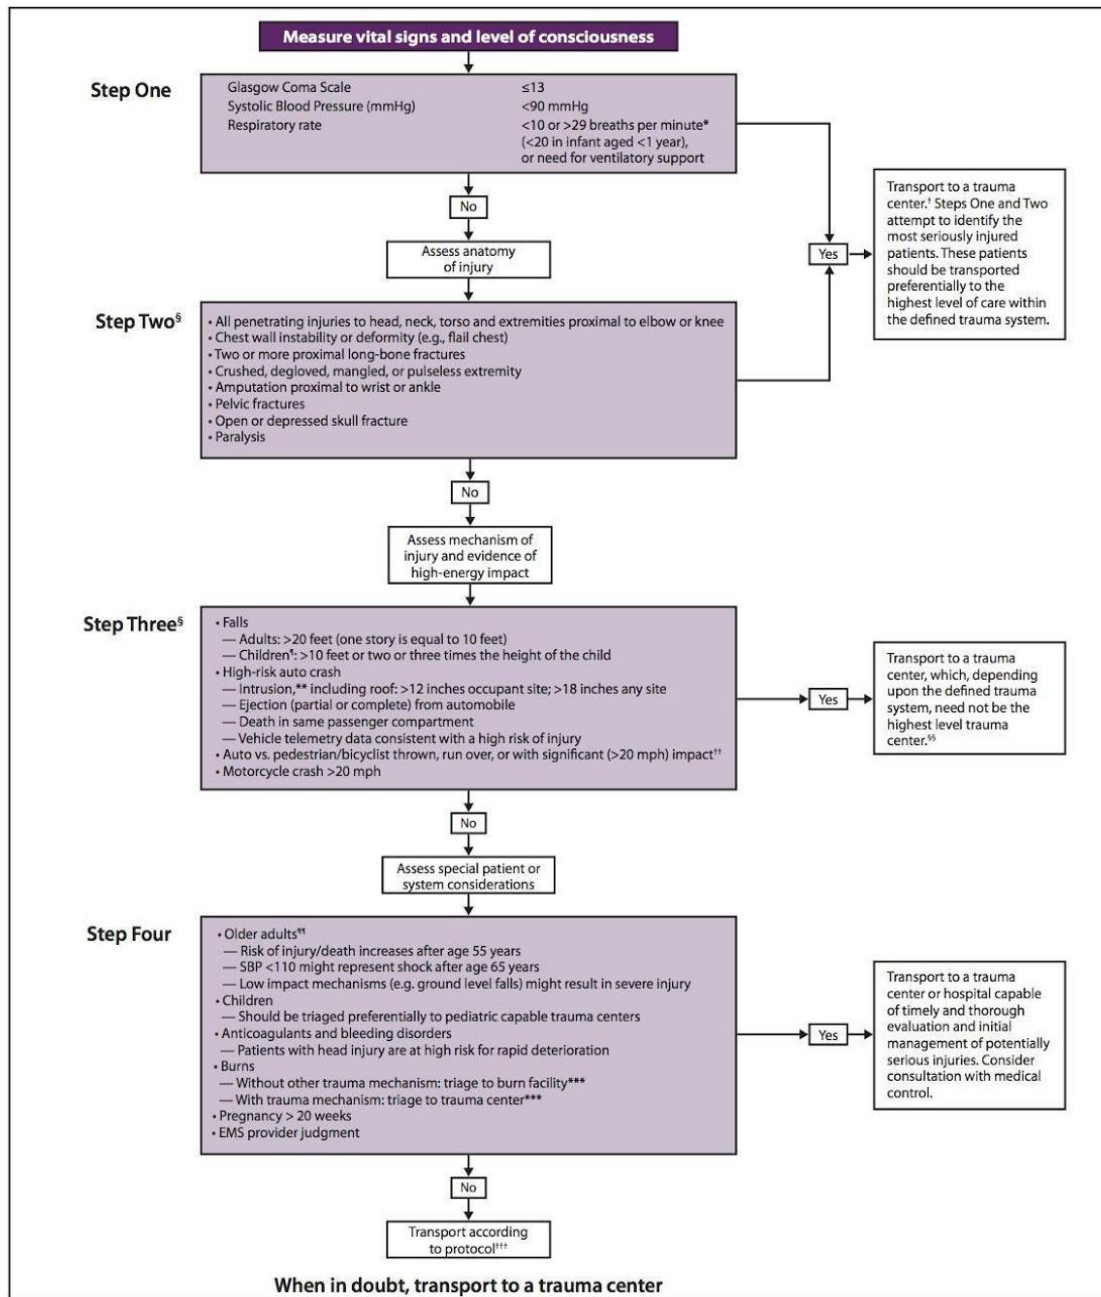 Measure vital signs and level of consciousness
Step One
Glasgow Coma Scale ≤13
Systolic Blood Pressure (mmHg) <90 mmHg
Respiratory rate <10 or >29 breaths per minute*
(<20 in infant aged <1 year),
or need for ventilatory support
No
Assess anatomy
of injury
Yes
Transport to a trauma
center.† Steps One and Two
attempt to identify the
most seriously injured
patients. These patients
should be transported
preferentially to the
highest level of care within
the defined trauma system.
Step Two§
• All penetrating injuries to head, neck, torso and extremities proximal to elbow or knee
• Chest wall instability or deformity (e.g., flail chest)
• Two or more proximal long-bone fractures
• Crushed, degloved, mangled, or pulseless extremity
• Amputation proximal to wrist or ankle
• Pelvic fractures
• Open or depressed skull fracture
• Paralysis
No
Assess mechanism of
injury and evidence of
high-energy impact
Step Three§
• Falls
— Adults: >20 feet (one story is equal to 10 feet)
— Children¶: >10 feet or two or three times the height of the child
• High-risk auto crash
— Intrusion,** including roof: >12 inches occupant site; >18 inches any site
— Ejection (partial or complete) from automobile
— Death in same passenger compartment
— Vehicle telemetry data consistent with a high risk of injury
• Auto vs. pedestrian/bicyclist thrown, run over, or with significant (>20 mph) impact††
• Motorcycle crash >20 mph
Yes
Transport to a trauma
center, which, depending
upon the defined trauma
system, need not be the
highest level trauma
center.§§
No
Assess special patient or
system considerations
Step Four
• Older adults¶¶
— Risk of injury/death increases after age 55 years
— SBP <110 might represent shock after age 65 years
— Low impact mechanisms (e.g. ground level falls) might result in severe injury
• Children
— Should be triaged preferentially to pediatric capable trauma centers
• Anticoagulants and bleeding disorders
— Patients with head injury are at high risk for rapid deterioration
• Burns
— Without other trauma mechanism: triage to burn facility***
— With trauma mechanism: triage to trauma center***
• Pregnancy > 20 weeks
• EMS provider judgment
Yes
Transport to a trauma
center or hospital capable
of timely and thorough
evaluation and initial
management of potentially
serious injuries. Consider
consultation with medical
control.
No
Transport according
to protocol†††
When in doubt, transport to a trauma center